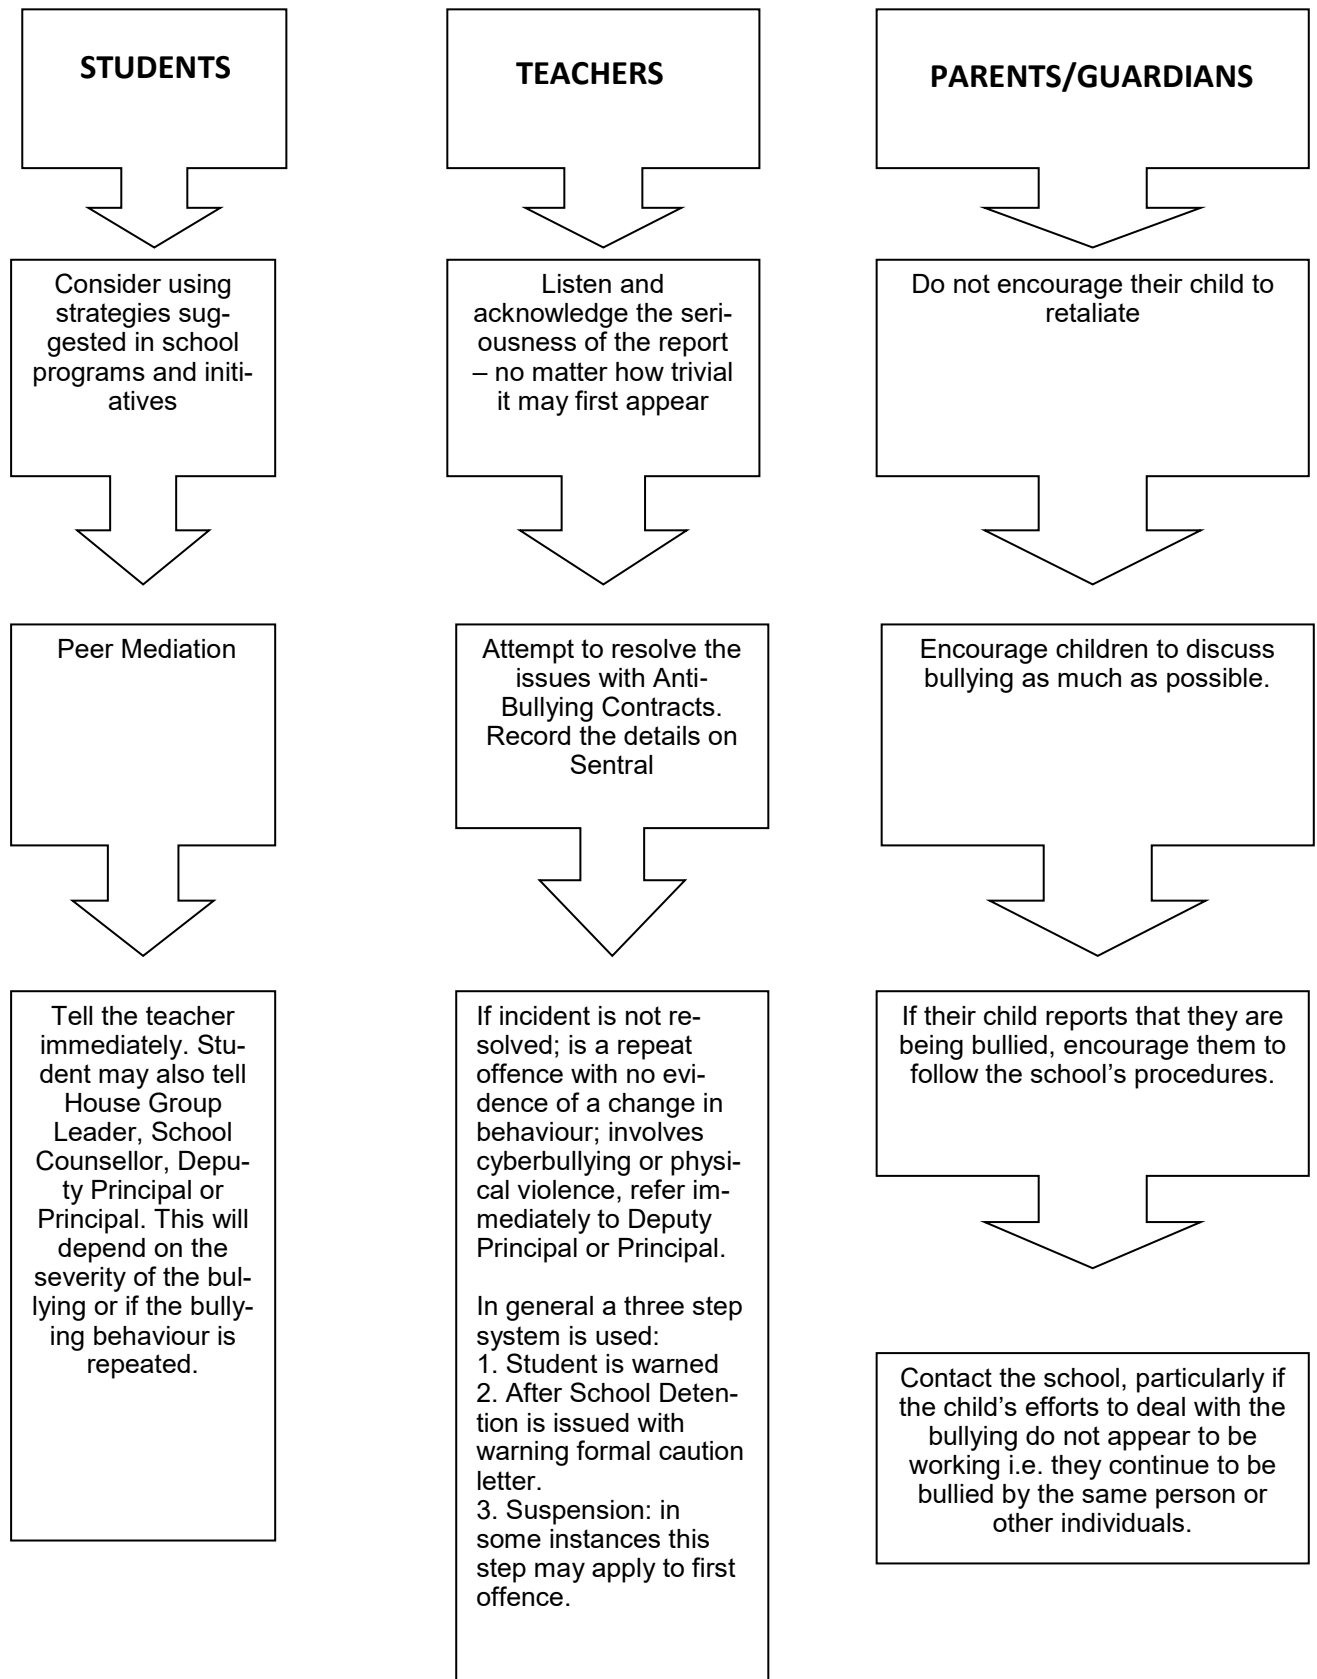 STUDENTS
Consider using
strategies sug-
gested in school
programs and initi-
atives
Peer Mediation
Tell the teacher
immediately. Stu-
dent may also tell
House Group
Leader, School
Counsellor, Depu-
ty Principal or
Principal. This will
depend on the
severity of the bul-
lying or if the bully-
ing behaviour is
repeated.
TEACHERS
Listen and
acknowledge the seri-
ousness of the report
– no matter how trivial
it may first appear
Attempt to resolve the
issues with Anti-
Bullying Contracts.
Record the details on
Sentral
If incident is not re-
solved; is a repeat
offence with no evi-
dence of a change in
behaviour; involves
cyberbullying or physi-
cal violence, refer im-
mediately to Deputy
Principal or Principal.
In general a three step
system is used:
1. Student is warned
2. After School Deten-
tion is issued with
warning formal caution
letter.
3. Suspension: in
some instances this
step may apply to first
offence.
PARENTS/GUARDIANS
Do not encourage their child to
retaliate
Encourage children to discuss
bullying as much as possible.
If their child reports that they are
being bullied, encourage them to
follow the school’s procedures.
Contact the school, particularly if
the child’s efforts to deal with the
bullying do not appear to be
working i.e. they continue to be
bullied by the same person or
other individuals.